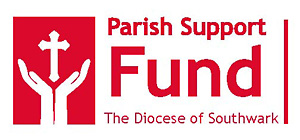 Parish Support
Fund
The Diocese of Southwark